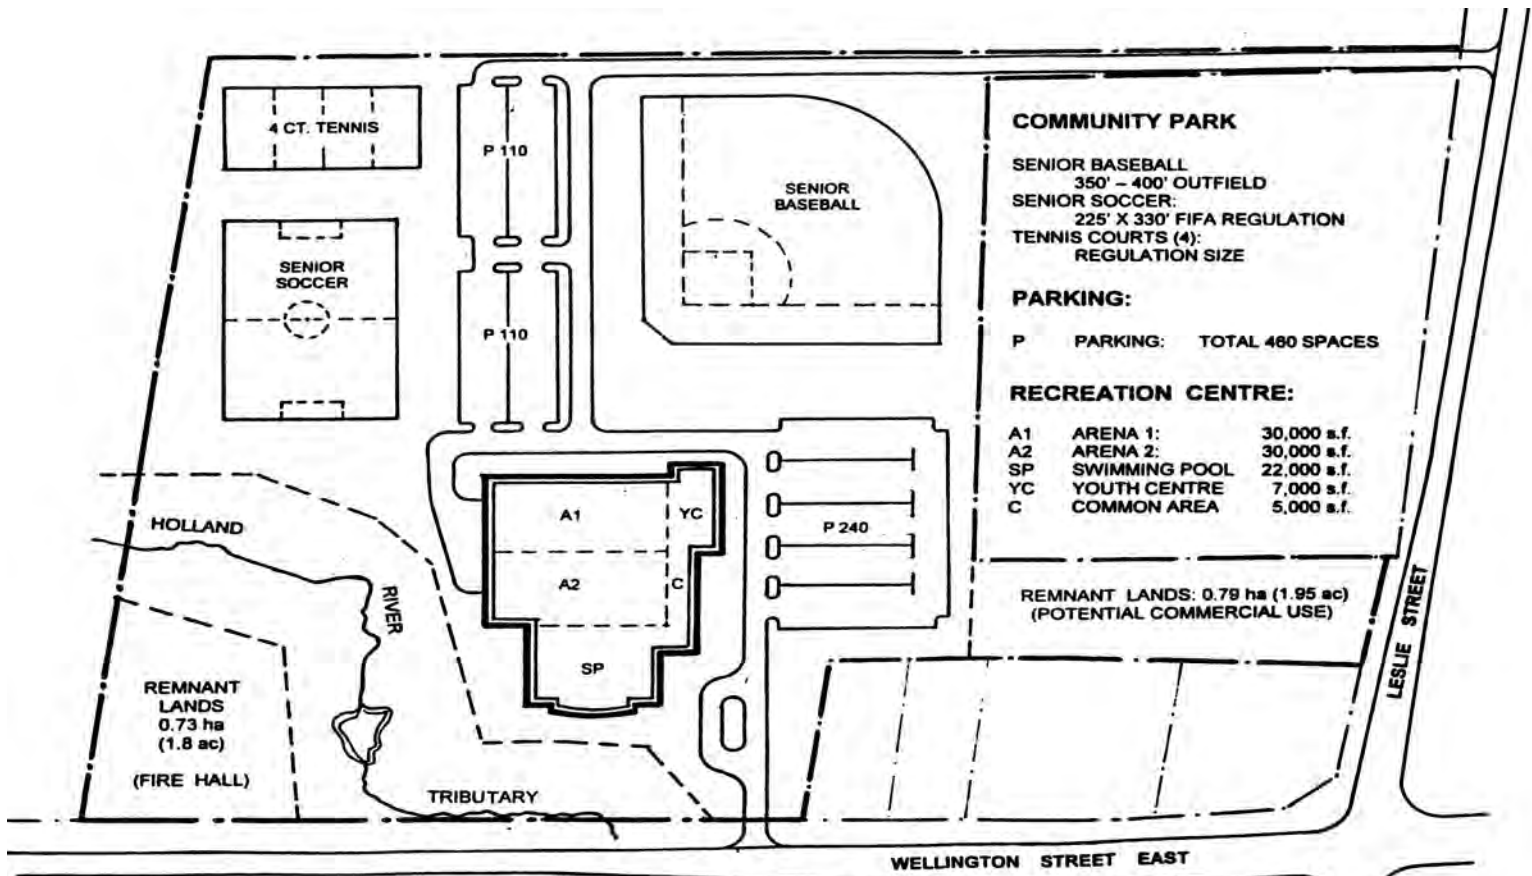 4 CT. TENNIS
P 110
SENIOR
BASEBALL
SENIOR
SOCCER
P 110
COMMUNITY PARK
SENIOR BASEBALL
350' – 400' OUTFIELD
SENIOR SOCCER:
225' X 330' FIFA REGULATION
TENNIS COURTS (4):
REGULATION SIZE
PARKING:
P PARKING: TOTAL 460 SPACES
RECREATION CENTRE:
A1 ARENA 1: 30,000 s.f.
A2 ARENA 2: 30,000 s.f.
SP SWIMMING POOL 22,000 s.f.
YC YOUTH CENTRE 7,000 s.f.
C COMMON AREA 5,000 s.f.
HOLLAND
RIVER
TRIBUTARY
A1
YC
A2
C
SP
P 240
REMNANT LANDS: 0.79 ha (1.95 ac)
(POTENTIAL COMMERCIAL USE)
REMNANT
LANDS
0.73 ha
(1.8 ac)
(FIRE HALL)
LESLIE STREET
WELLINGTON STREET EAST